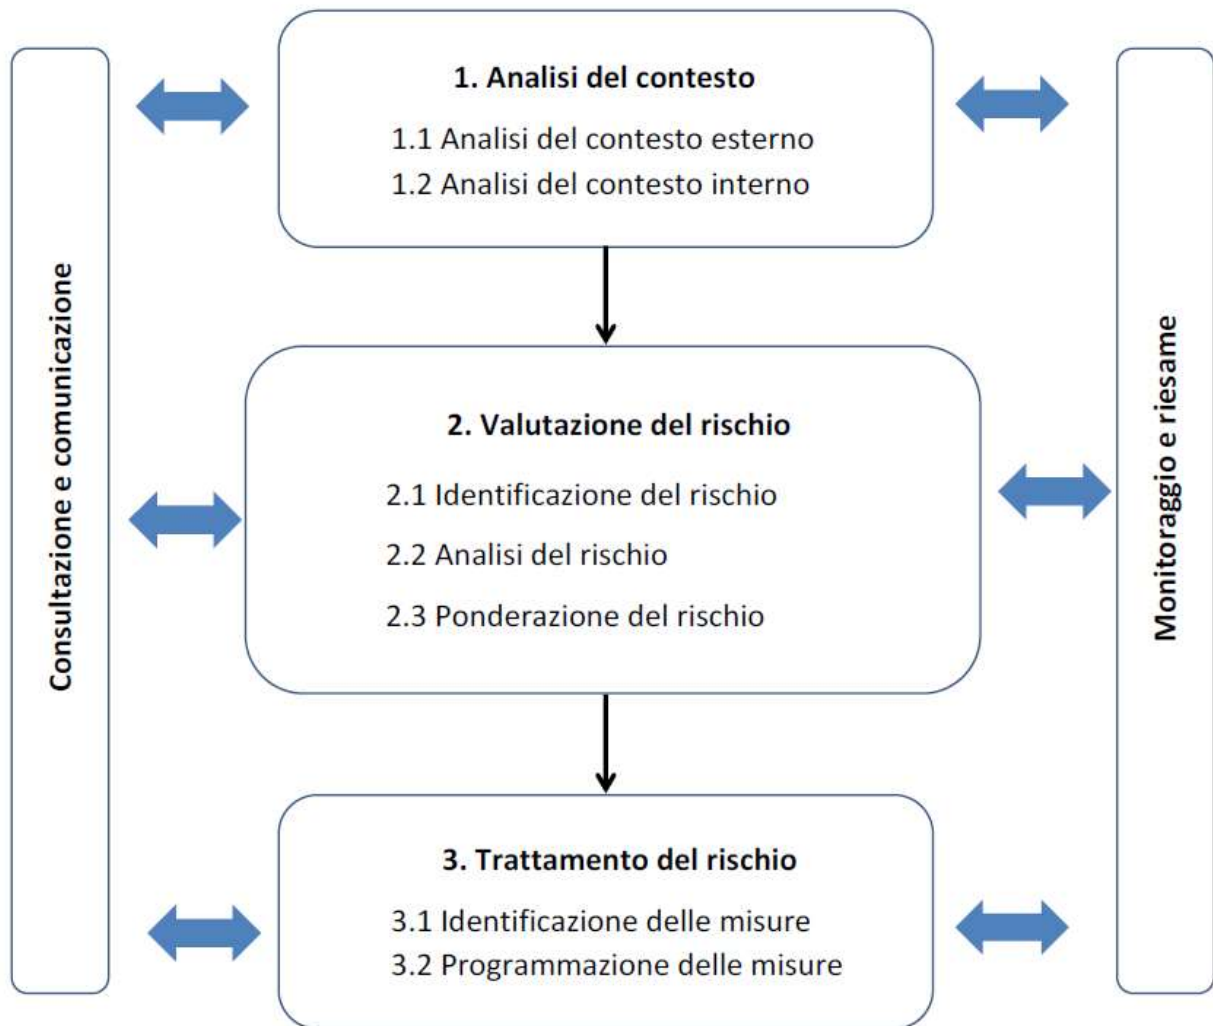 Consultazione e comunicazione
1. Analisi del contesto
1.1 Analisi del contesto esterno
1.2 Analisi del contesto interno
2. Valutazione del rischio
2.1 Identificazione del rischio
2.2 Analisi del rischio
2.3 Ponderazione del rischio
3. Trattamento del rischio
3.1 Identificazione delle misure
3.2 Programmazione delle misure
Monitoraggio e riesame